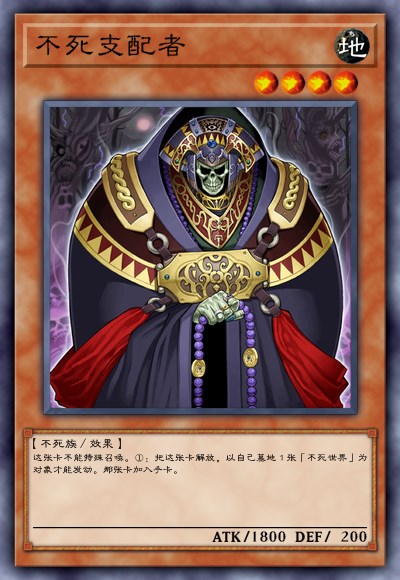 不死支配者
地
【不死族／效果】
这张卡不能特殊召唤。①：把这张卡解放，以自己墓地1张「不死世界」为
对象才能发动。那张卡加入手卡。
ATK/1800 DEF/ 200